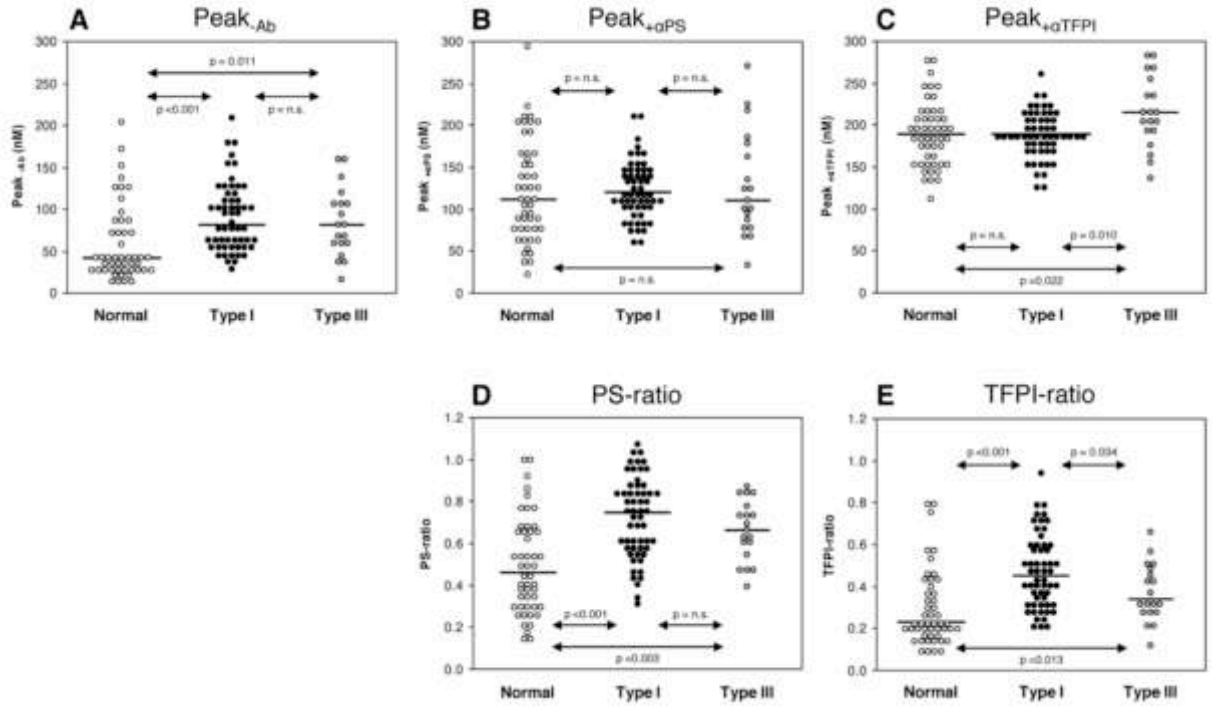 A Peak-Ab
300
250
200
150
100
50
0
Peak -Ab (nM)
p = 0.011
p <0.001
p = n.s.
Normal Type I Type III
B Peak+αPS
300
250
200
150
100
50
0
Peak +αPS (nM)
p = n.s.
p = n.s.
p = n.s.
Normal Type I Type III
C Peak+αTFPI
300
250
200
150
100
50
0
Peak +αTFPI (nM)
p = n.s.
p = 0.010
p =0.022
Normal Type I Type III
D PS-ratio
1.2
1.0
0.8
0.6
0.4
0.2
0.0
PS-ratio
p <0.001
p = n.s.
p =0.003
Normal Type I Type III
E TFPI-ratio
1.2
1.0
0.8
0.6
0.4
0.2
0.0
TFPI-ratio
p <0.001
p = 0.034
p =0.013
Normal Type I Type III